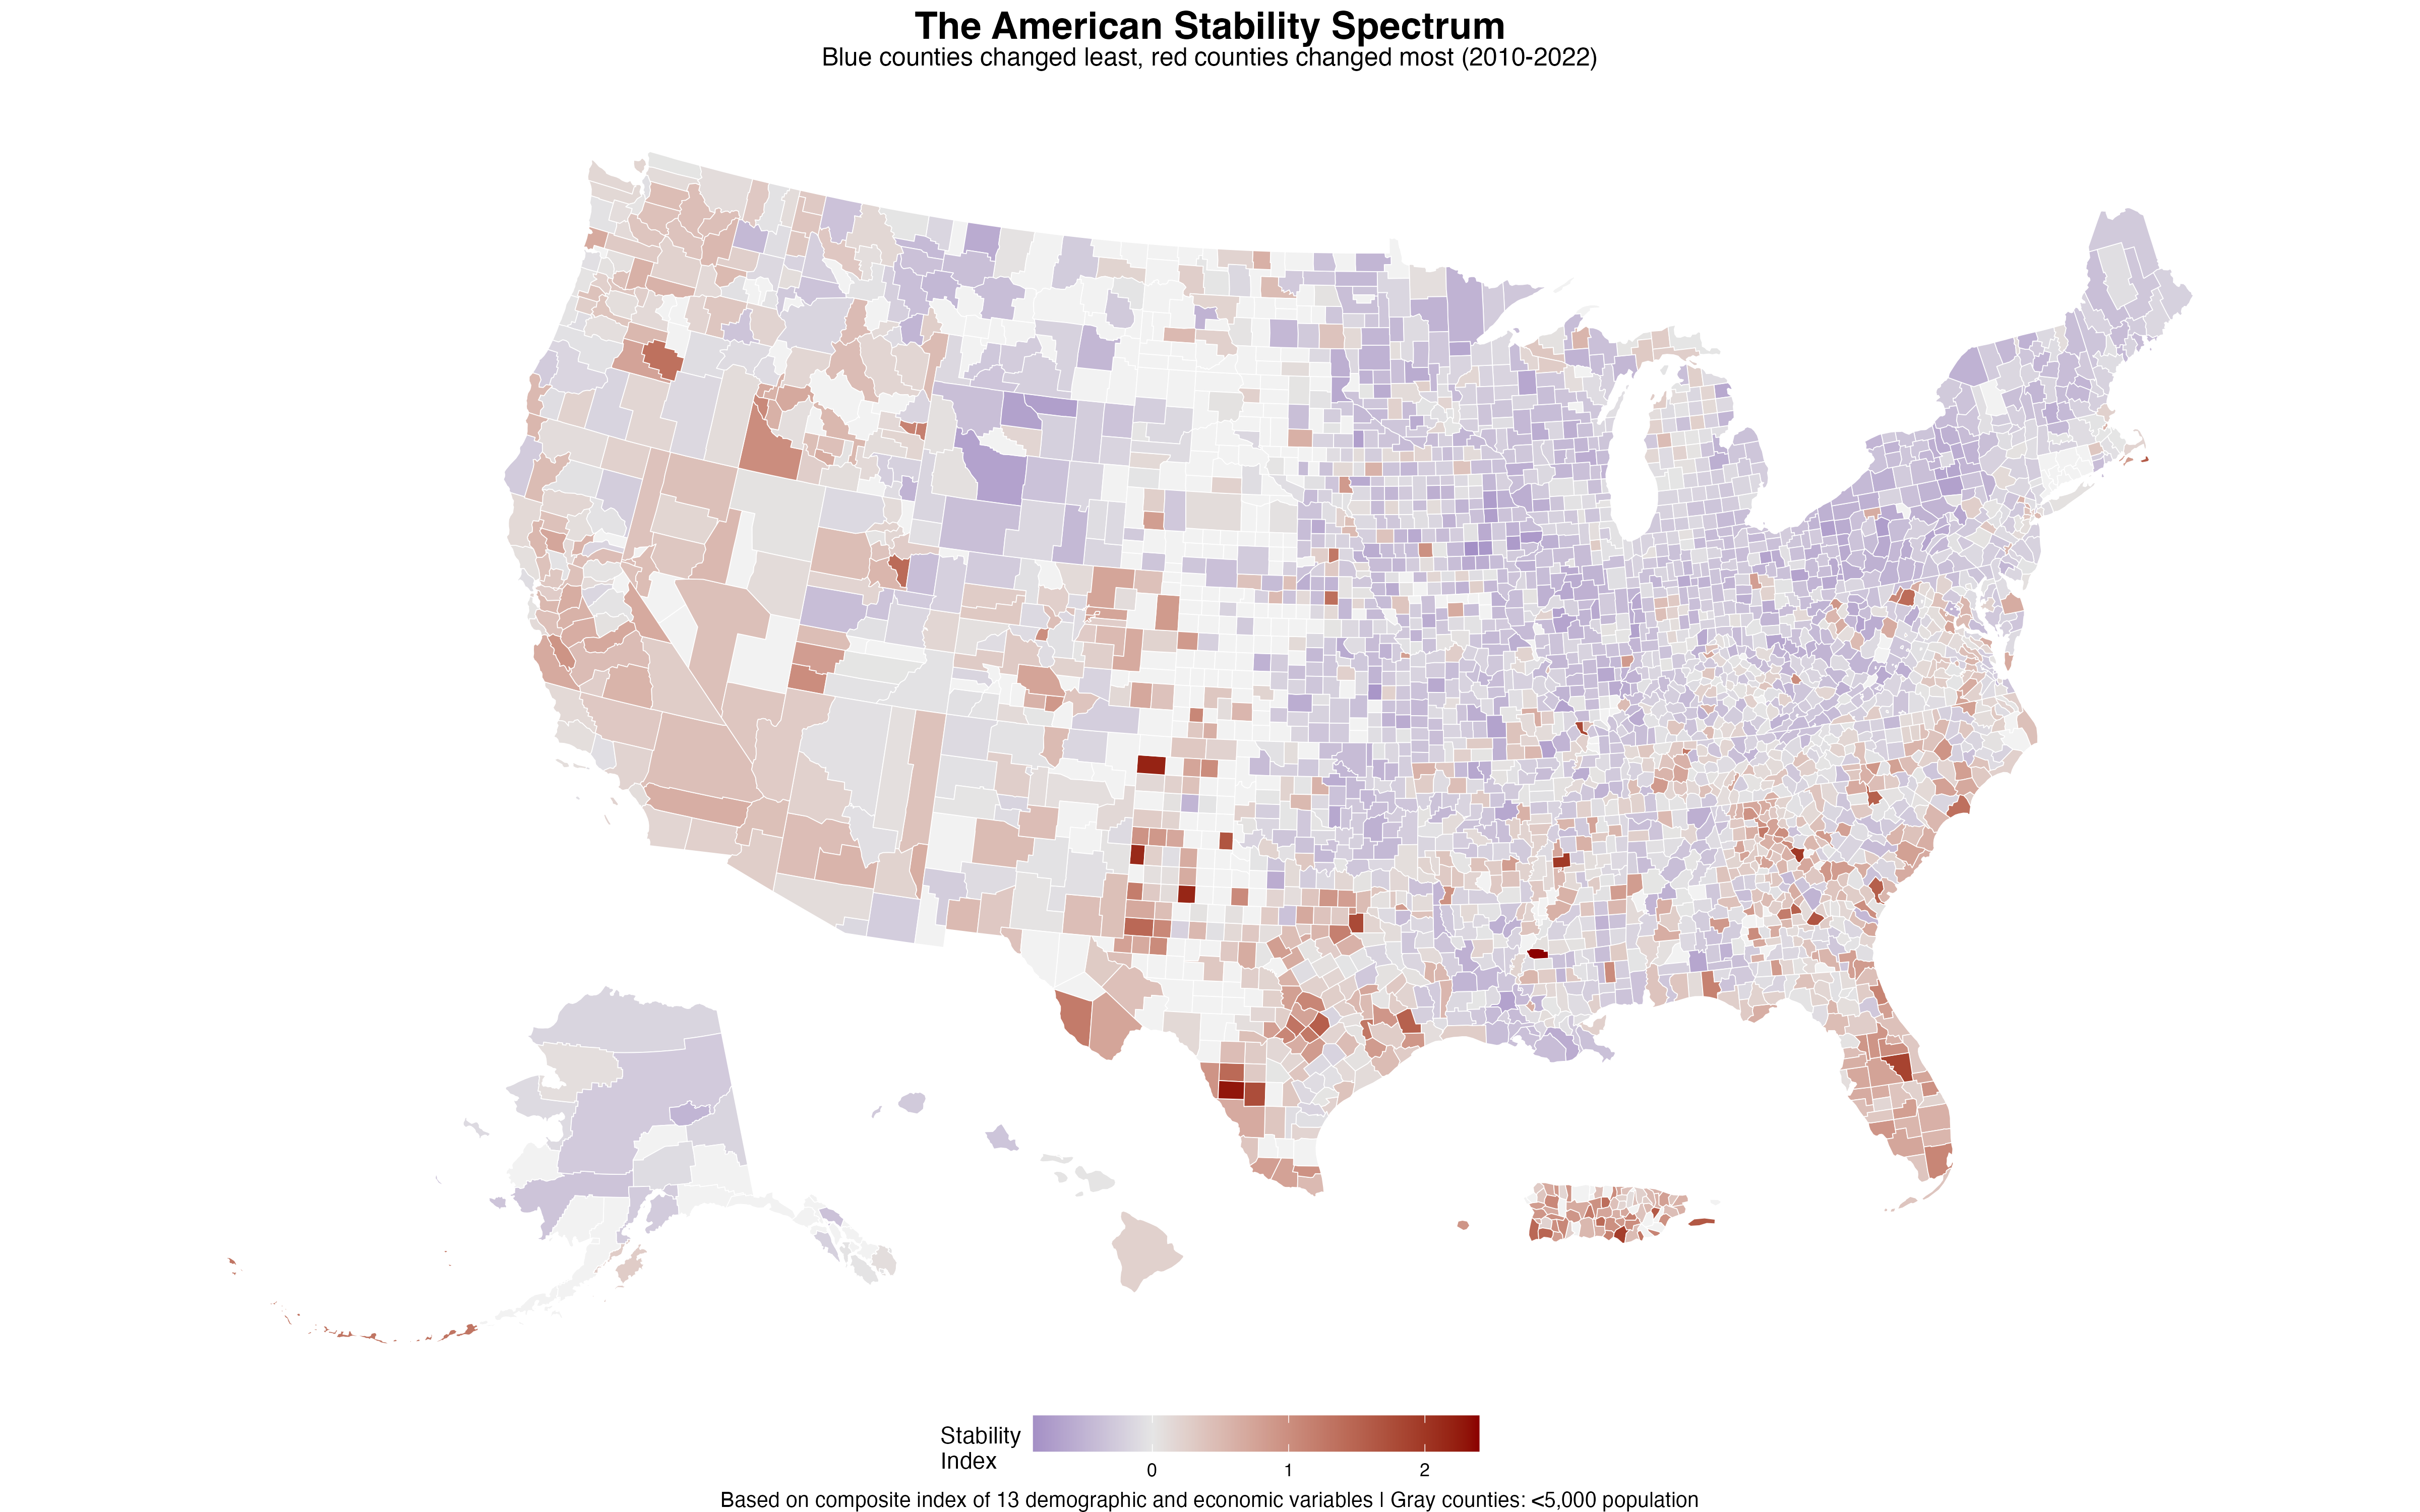 The American Stability Spectrum
Blue counties changed least, red counties changed most (2010-2022)
Stability
Index
0
1
2
Based on composite index of 13 demographic and economic variables | Gray counties: <5,000 population